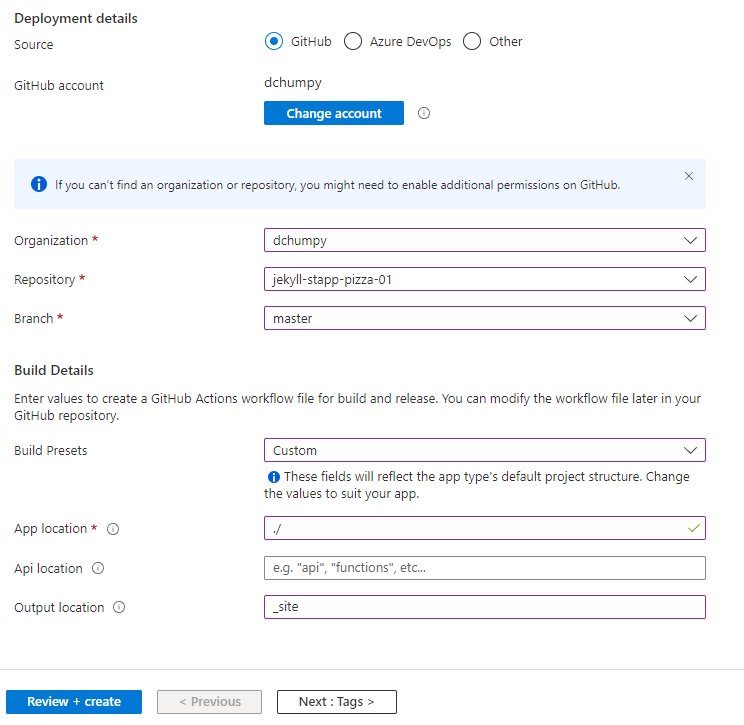 Deployment details
Source GitHub Azure DevOps Other
GitHub account dchumpy
Change account
If you can't find an organization or repository, you might need to enable additional permissions on GitHub.
Organization * dchumpy
Repository * jekyll-stapp-pizza-01
Branch * master
Build Details
Enter values to create a GitHub Actions workflow file for build and release. You can modify the workflow file later in your
GitHub repository.
Build Presets Custom
These fields will reflect the app type's default project structure. Change
the values to suit your app.
App location * ./
Api location e.g. "api", "functions", etc...
Output location _site
Review + create < Previous Next : Tags >